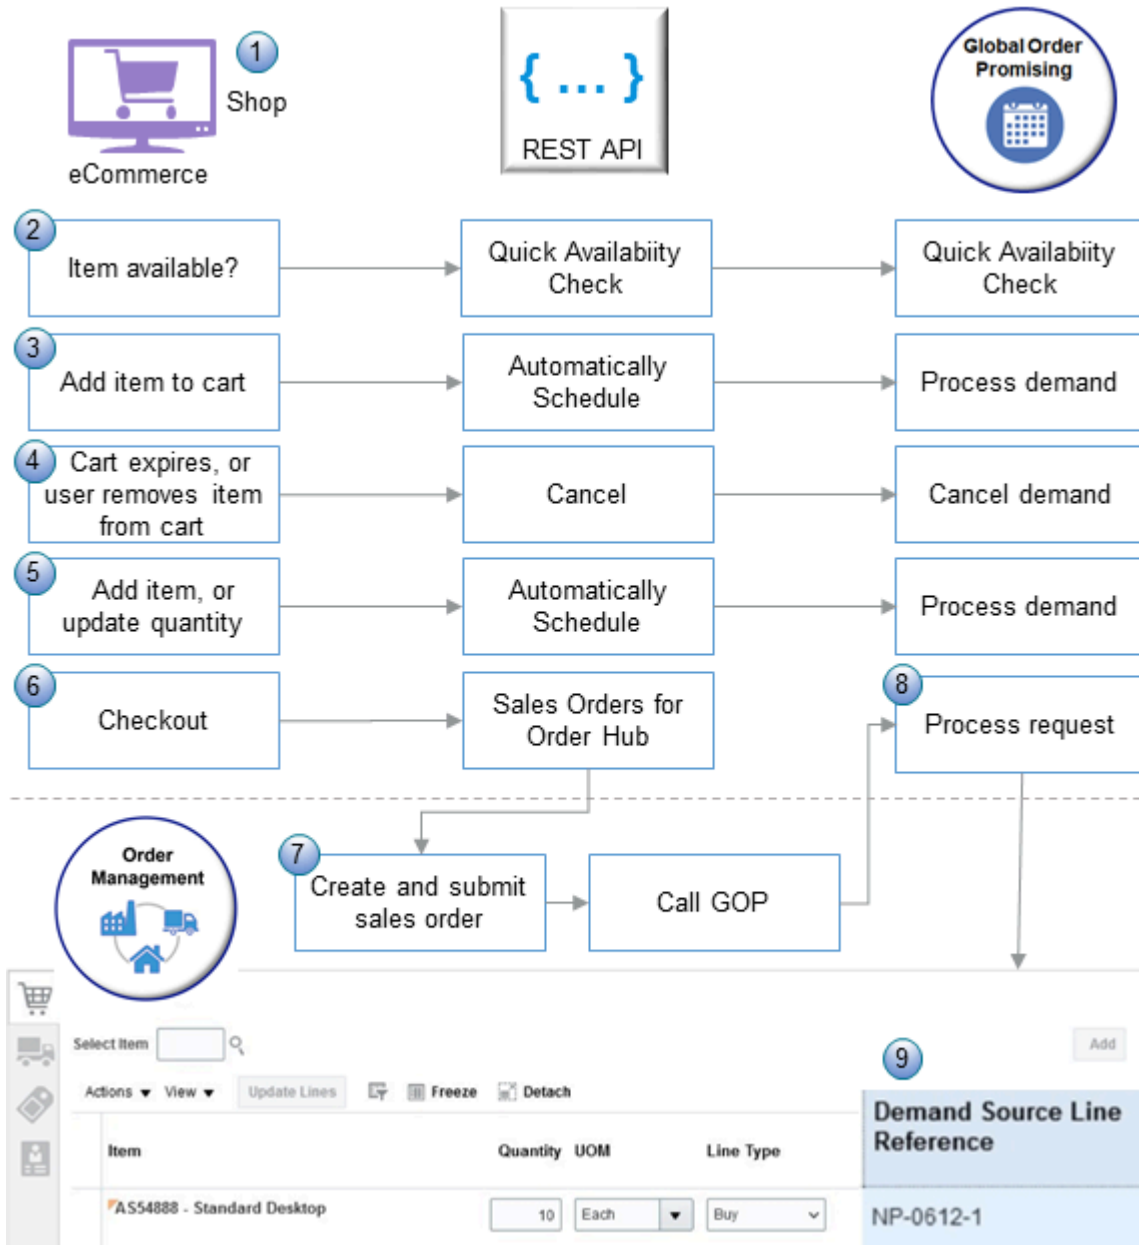 1
Shop
eCommerce
{ ... }
REST API
Global Order
Promising
2
Item available?
Quick Availabiity
Check
Quick Availabiity
Check
3
Add item to cart
Automatically
Schedule
Process demand
4
Cart expires, or
user removes item
from cart
Cancel
Cancel demand
5
Add item, or
update quantity
Automatically
Schedule
Process demand
6
Checkout
Sales Orders for
Order Hub
8
Process request
Order
Management
7
Create and submit
sales order
Call GOP
Select Item
Add
9
Actions View Update Lines Freeze Detach
Demand Source Line
Reference
Item Quantity UOM Line Type
AS54888 - Standard Desktop 10 Each Buy NP-0612-1